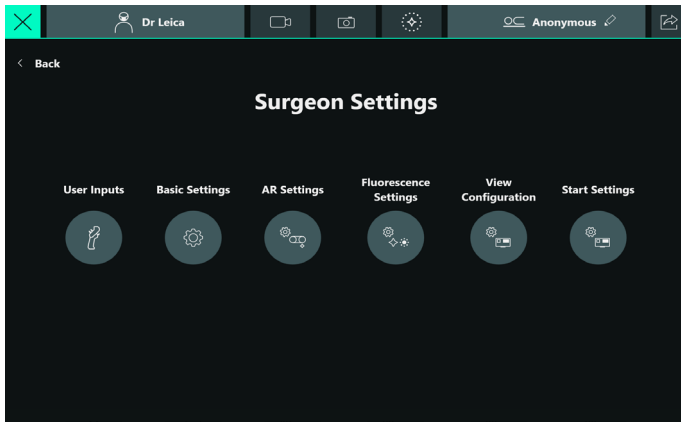 Dr Leica
Anonymous
Back
Surgeon Settings
User Inputs
Basic Settings
AR Settings
Fluorescence
Settings
View
Configuration
Start Settings